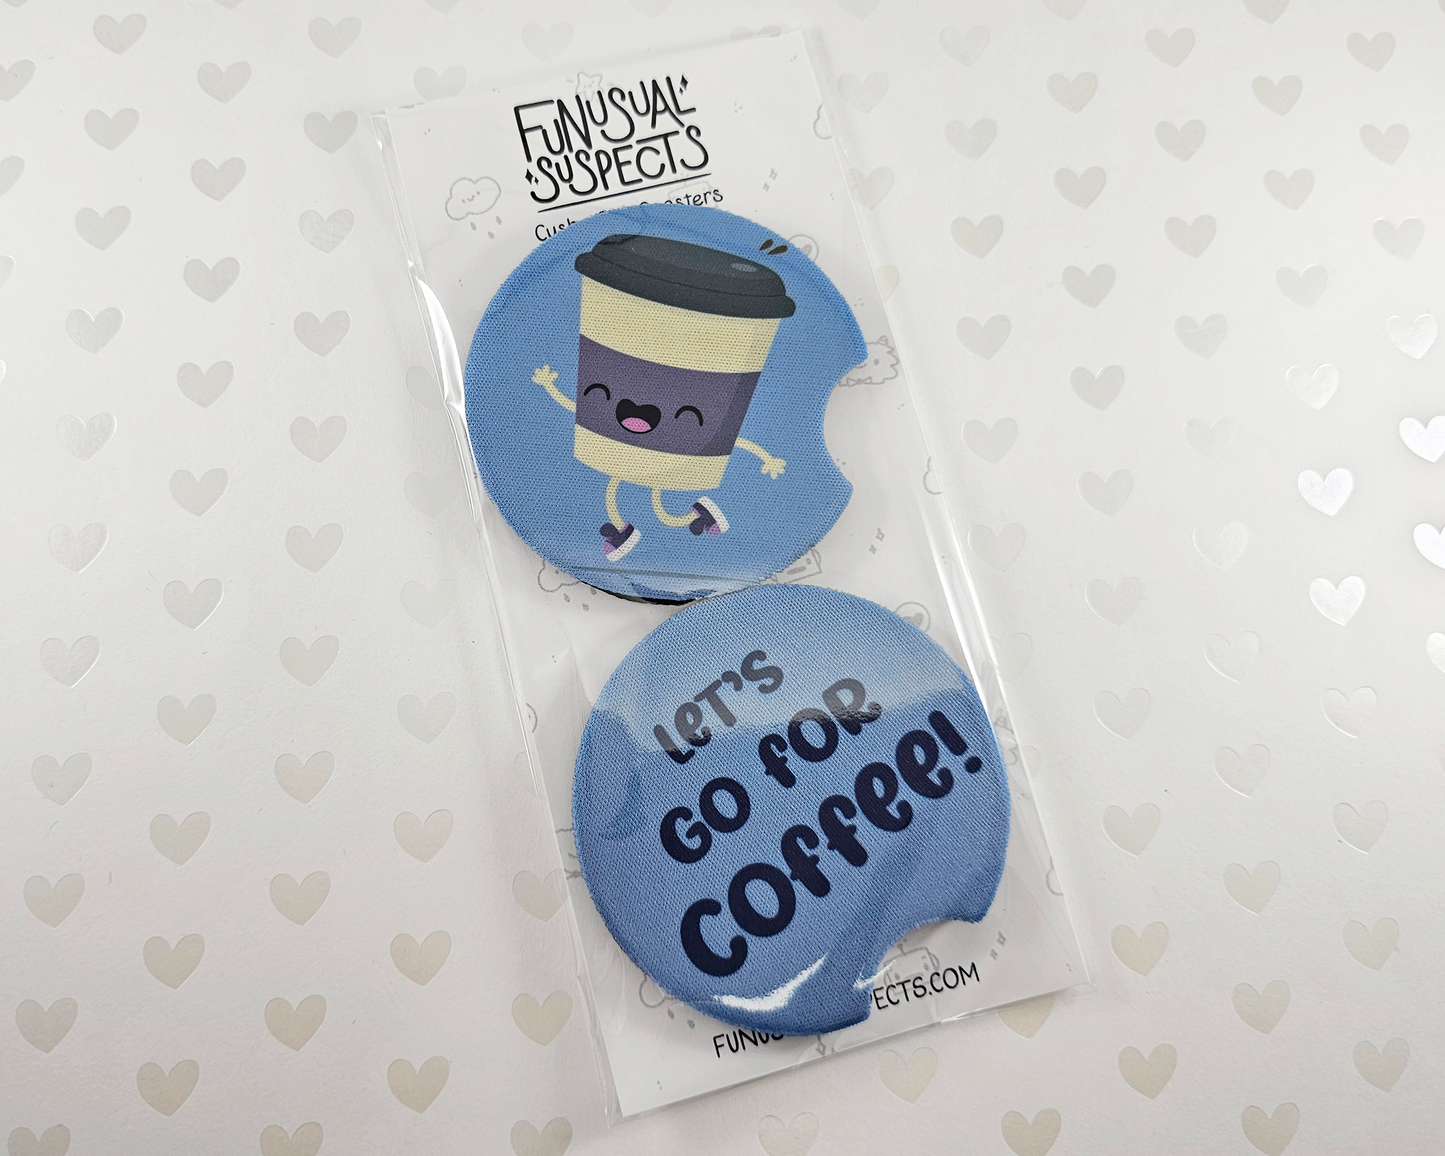 FUNUSUAL
SUSPECTS
LET'S
GO FOR
COFFEE!